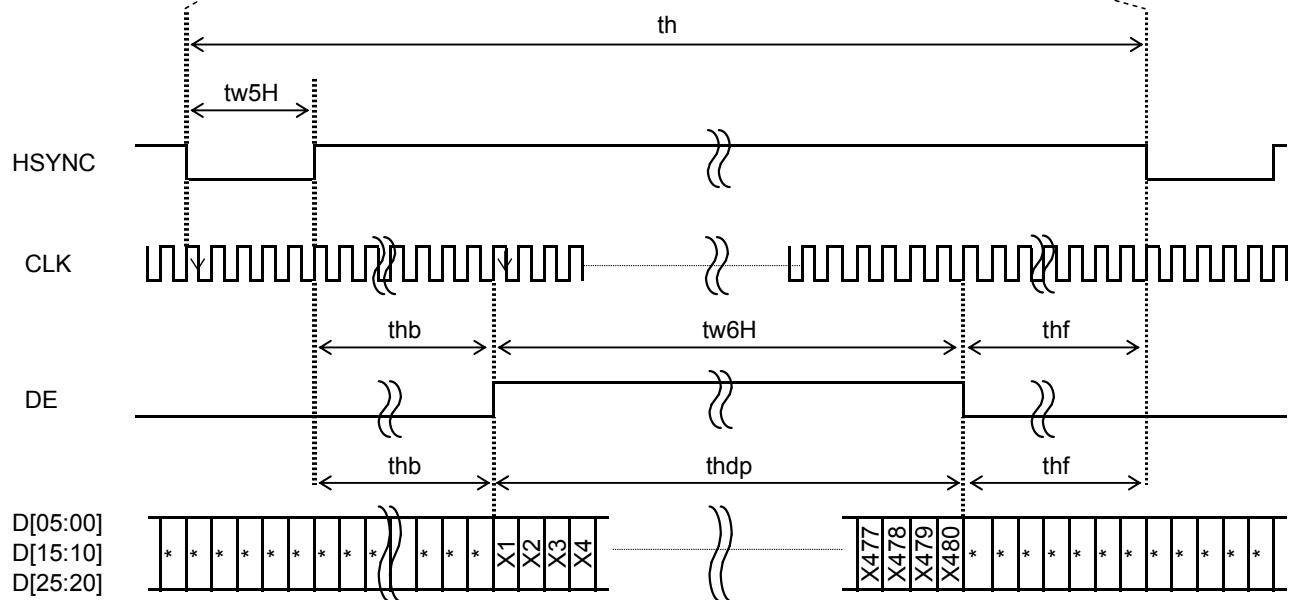 th
tw5H
HSYNC
CLK
thb tw6H thf
DE
thb thdp thf
D[05:00]
D[15:10]
D[25:20]
* * * * * * * * * * * * X1 X2 X3 X4 X477 X478 X479 X480 * * * * * * * * * * * *